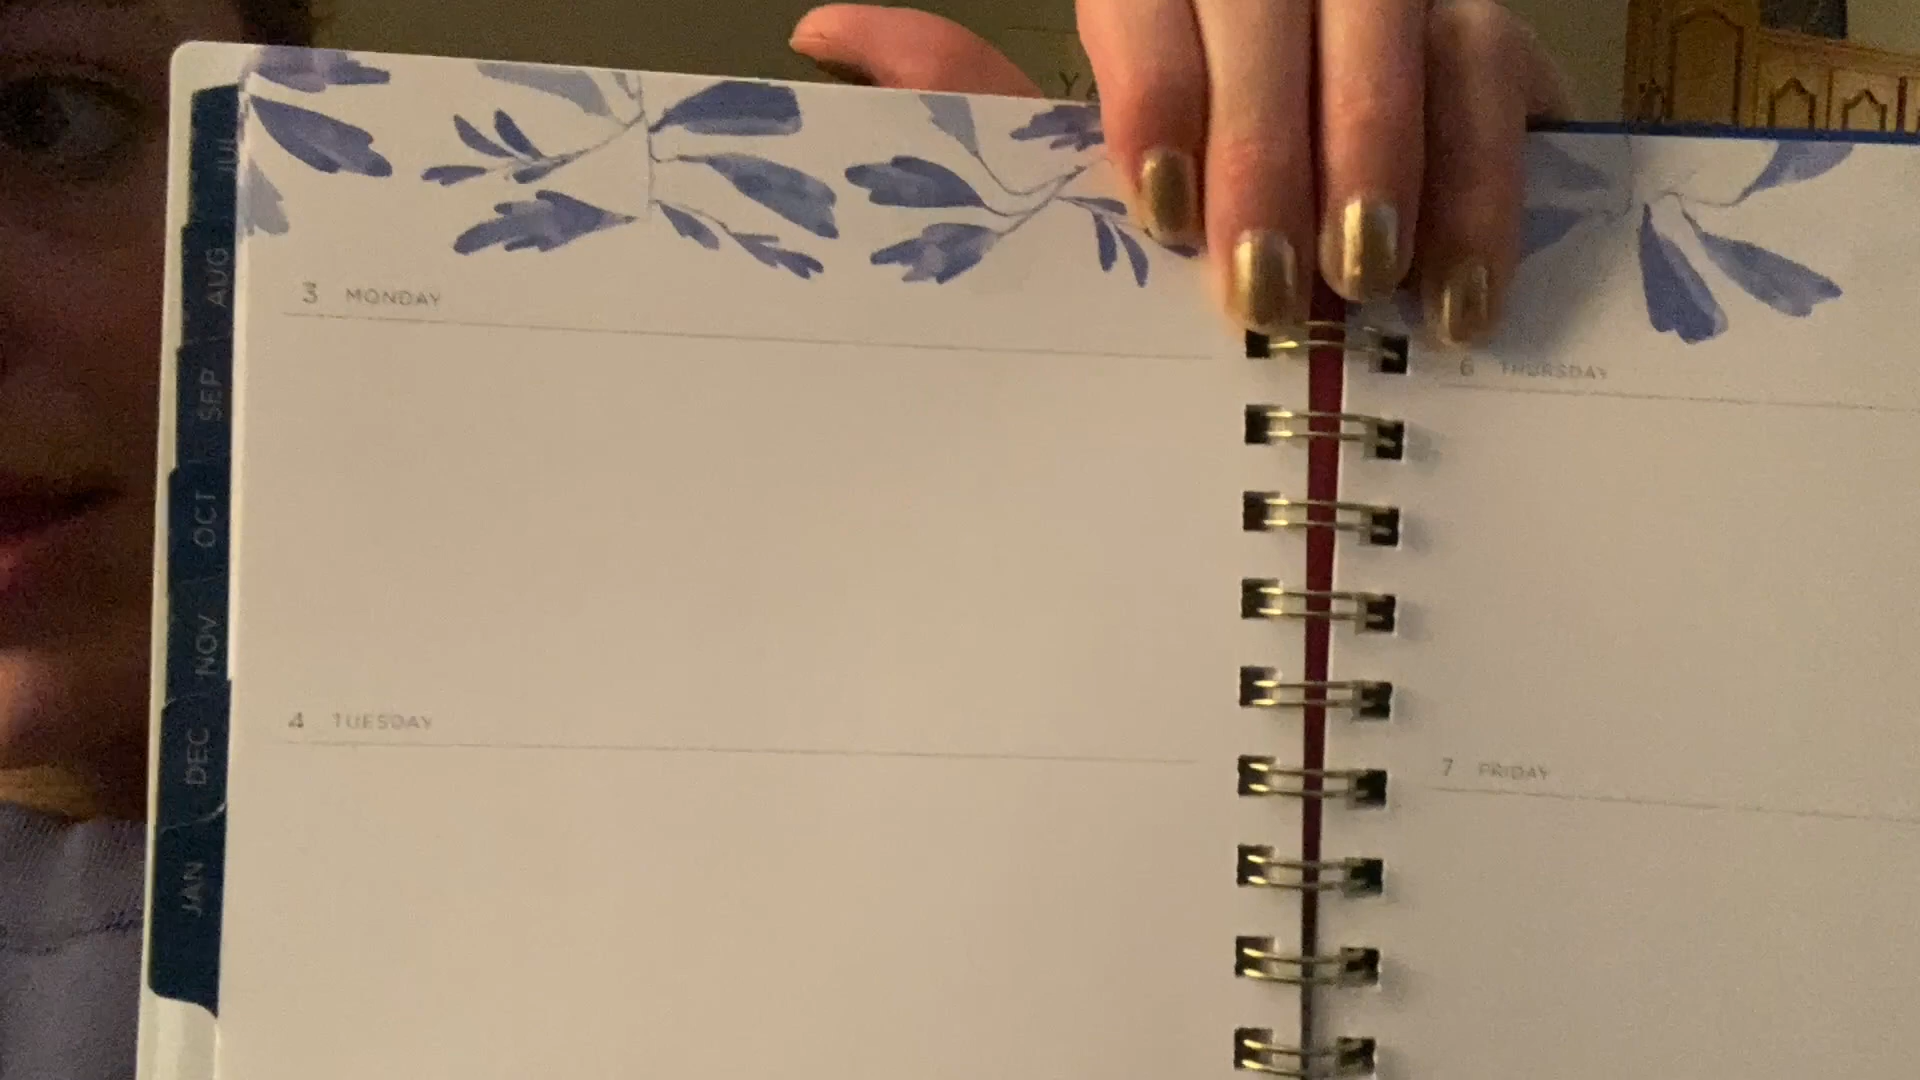 JUL
AUG
SEP
OCT
NOV
DEC
JAN
3 MONDAY
4 TUESDAY
6 THURSDAY
7 FRIDAY